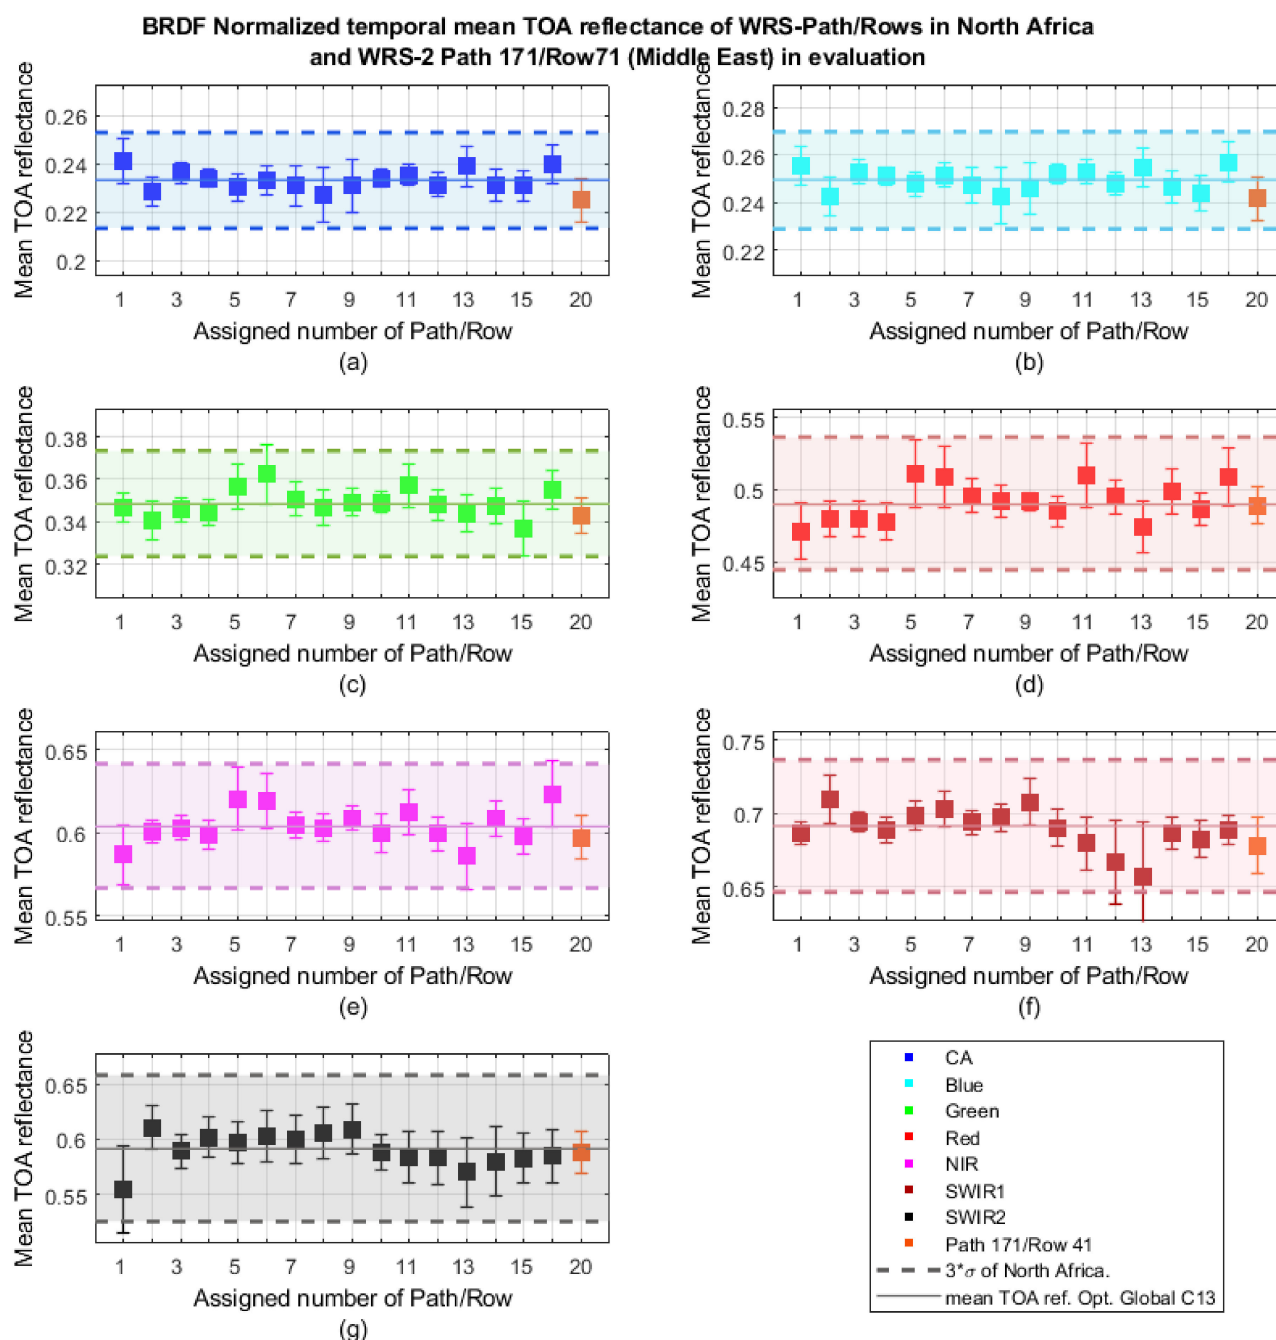 BRDF Normalized temporal mean TOA reflectance of WRS-Path/Rows in North Africa
and WRS-2 Path 171/Row71 (Middle East) in evaluation
Mean TOA reflectance
0.26
0.24
0.22
0.2
1 3 5 7 9 11 13 15 20
Assigned number of Path/Row
(a)
Mean TOA reflectance
0.28
0.26
0.24
0.22
1 3 5 7 9 11 13 15 20
Assigned number of Path/Row
(b)
Mean TOA reflectance
0.38
0.36
0.34
0.32
1 3 5 7 9 11 13 15 20
Assigned number of Path/Row
(c)
Mean TOA reflectance
0.55
0.5
0.45
1 3 5 7 9 11 13 15 20
Assigned number of Path/Row
(d)
Mean TOA reflectance
0.65
0.6
0.55
1 3 5 7 9 11 13 15 20
Assigned number of Path/Row
(e)
Mean TOA reflectance
0.75
0.7
0.65
1 3 5 7 9 11 13 15 20
Assigned number of Path/Row
(f)
Mean TOA reflectance
0.65
0.6
0.55
1 3 5 7 9 11 13 15 20
Assigned number of Path/Row
(g)
CA
Blue
Green
Red
NIR
SWIR1
SWIR2
Path 171/Row 41
3*σ of North Africa.
mean TOA ref. Opt. Global C13